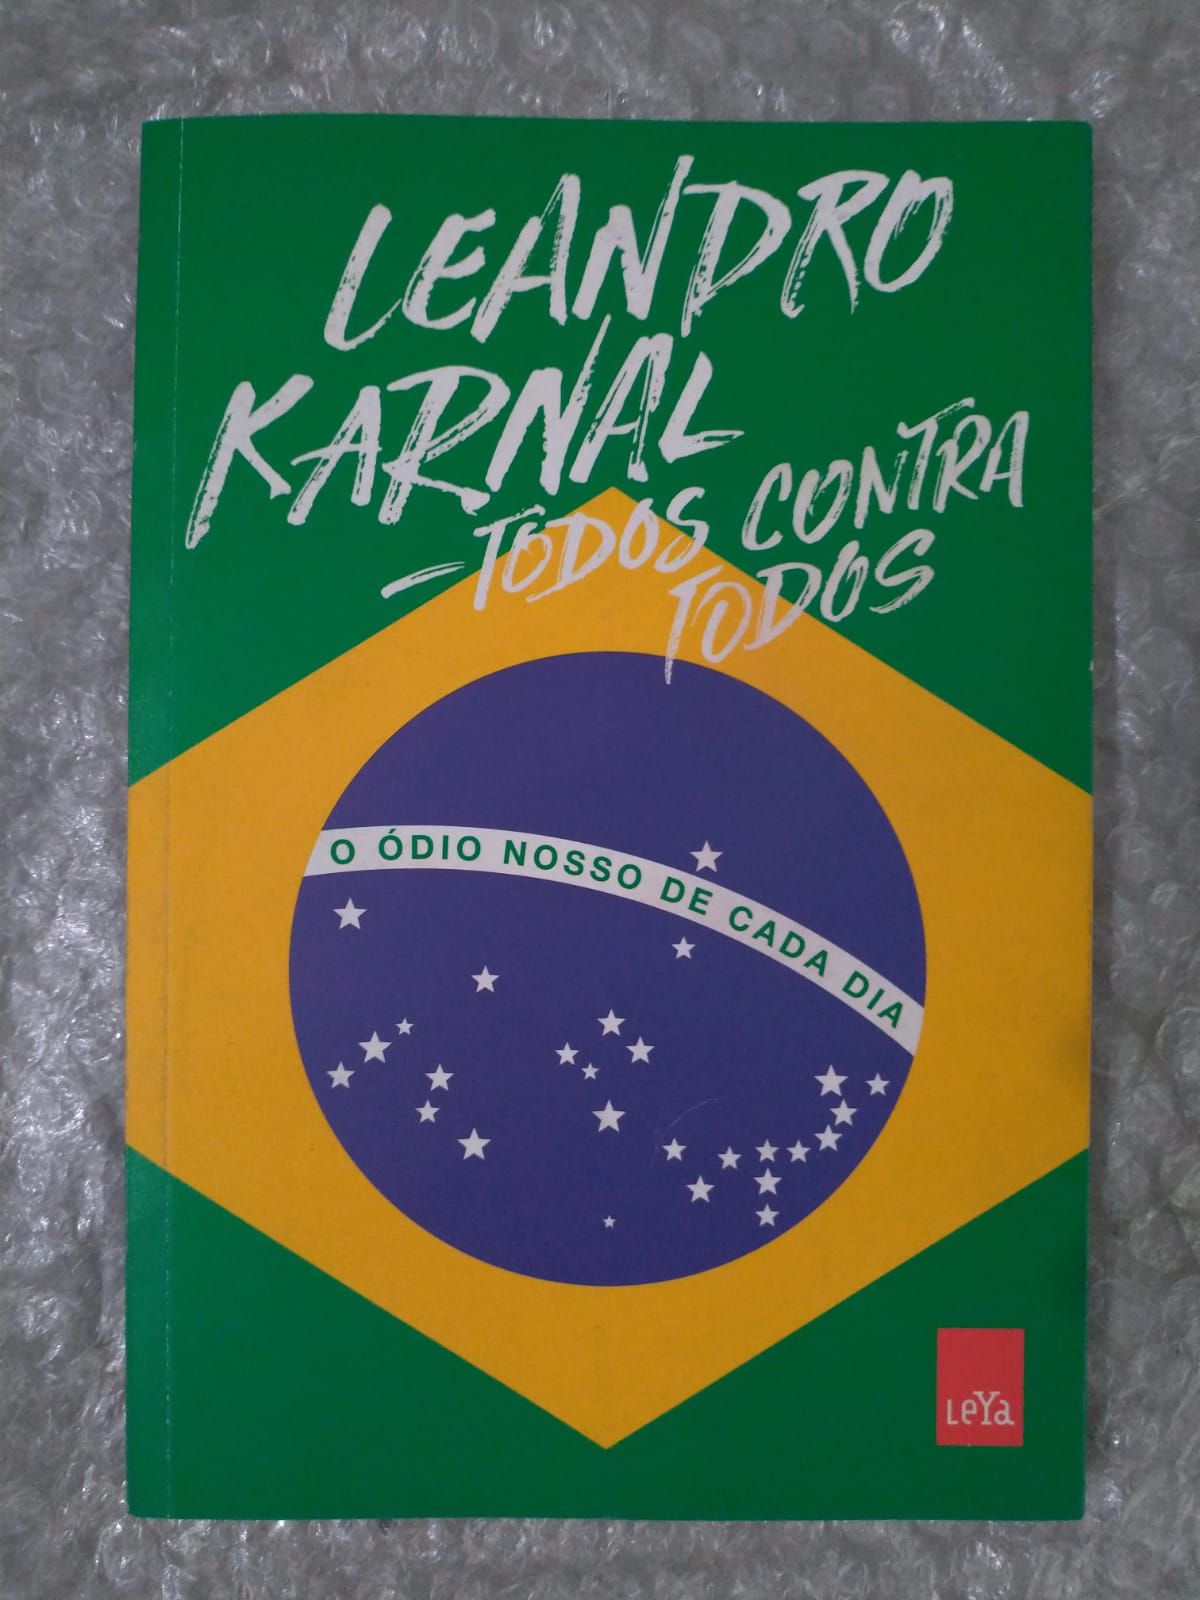 LEANDRO
KARNAL
– TODOS CONTRA
TODOS
O ÓDIO NOSSO DE CADA DIA
LeYa